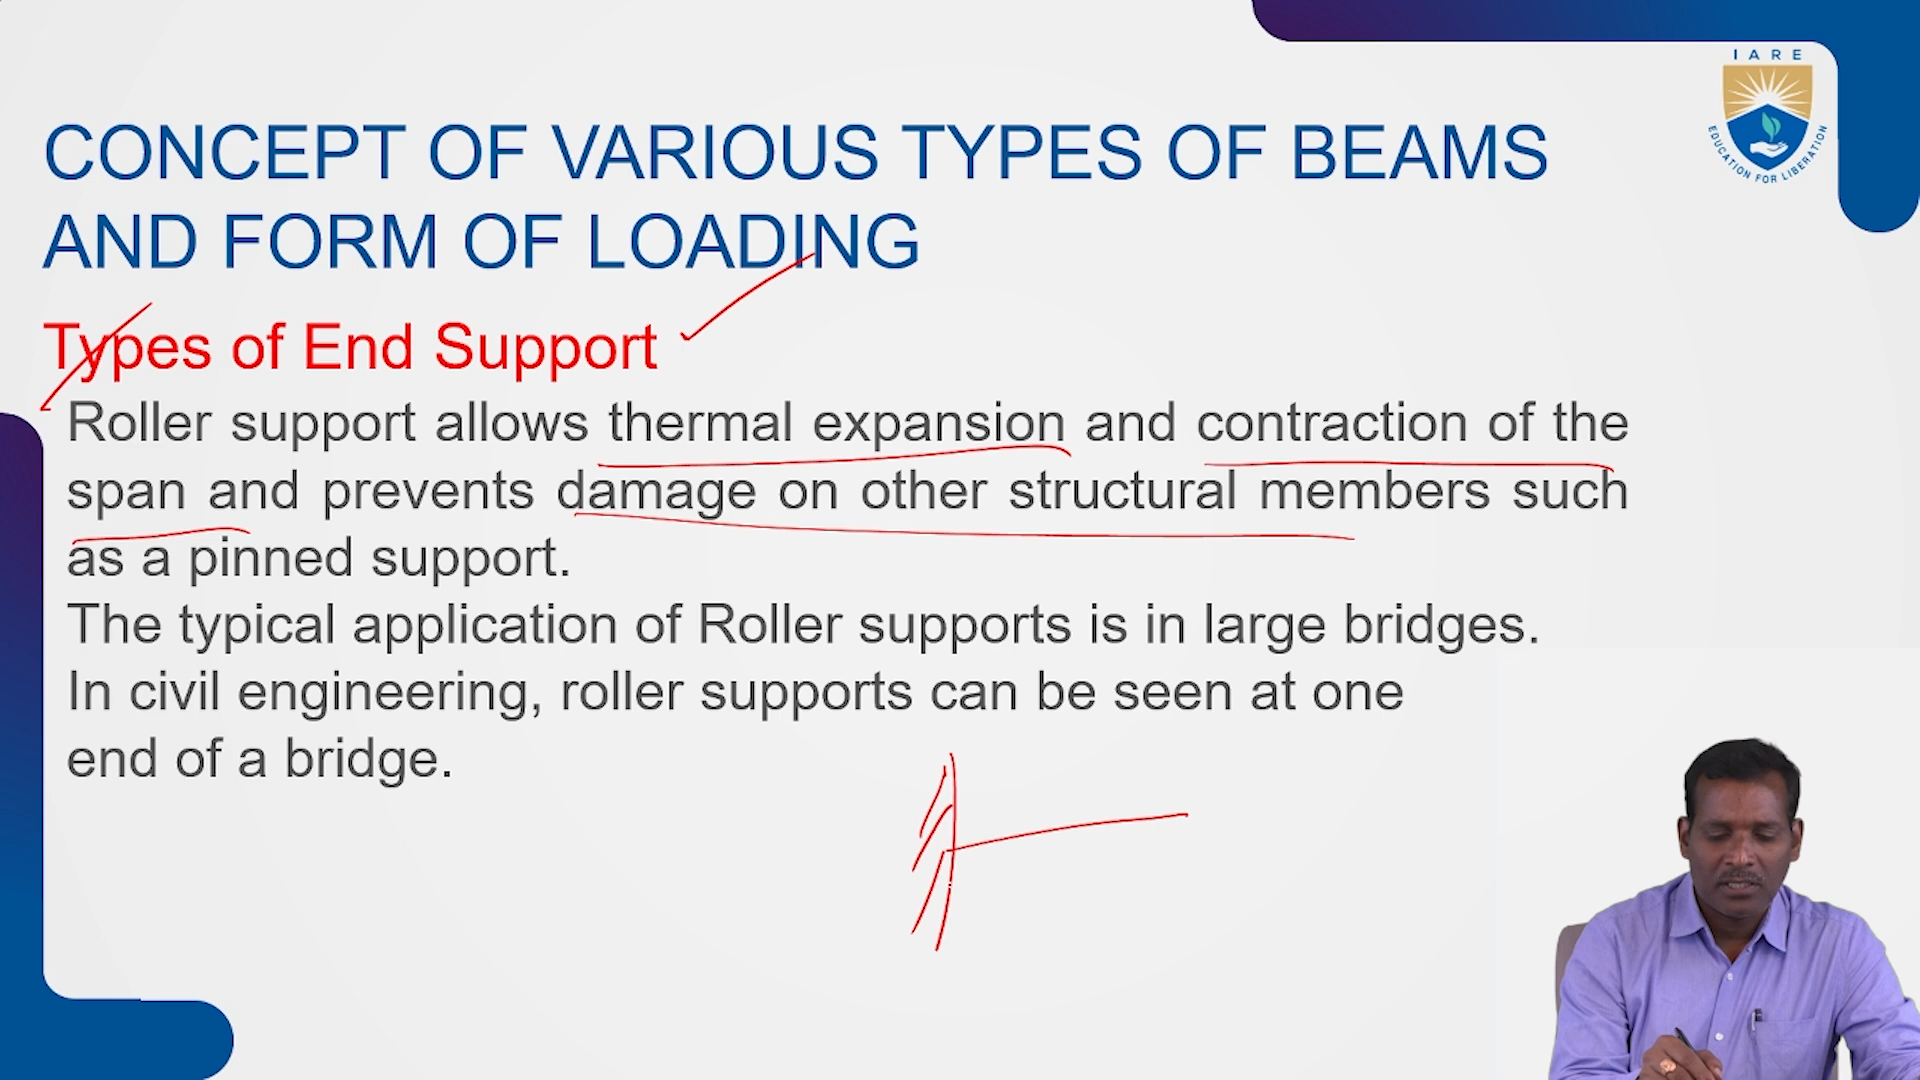 IARE
EDUCATION FOR LIBERATION
CONCEPT OF VARIOUS TYPES OF BEAMS
AND FORM OF LOADING
Types of End Support
Roller support allows thermal expansion and contraction of the
span and prevents damage on other structural members such
as a pinned support.
The typical application of Roller supports is in large bridges.
In civil engineering, roller supports can be seen at one
end of a bridge.